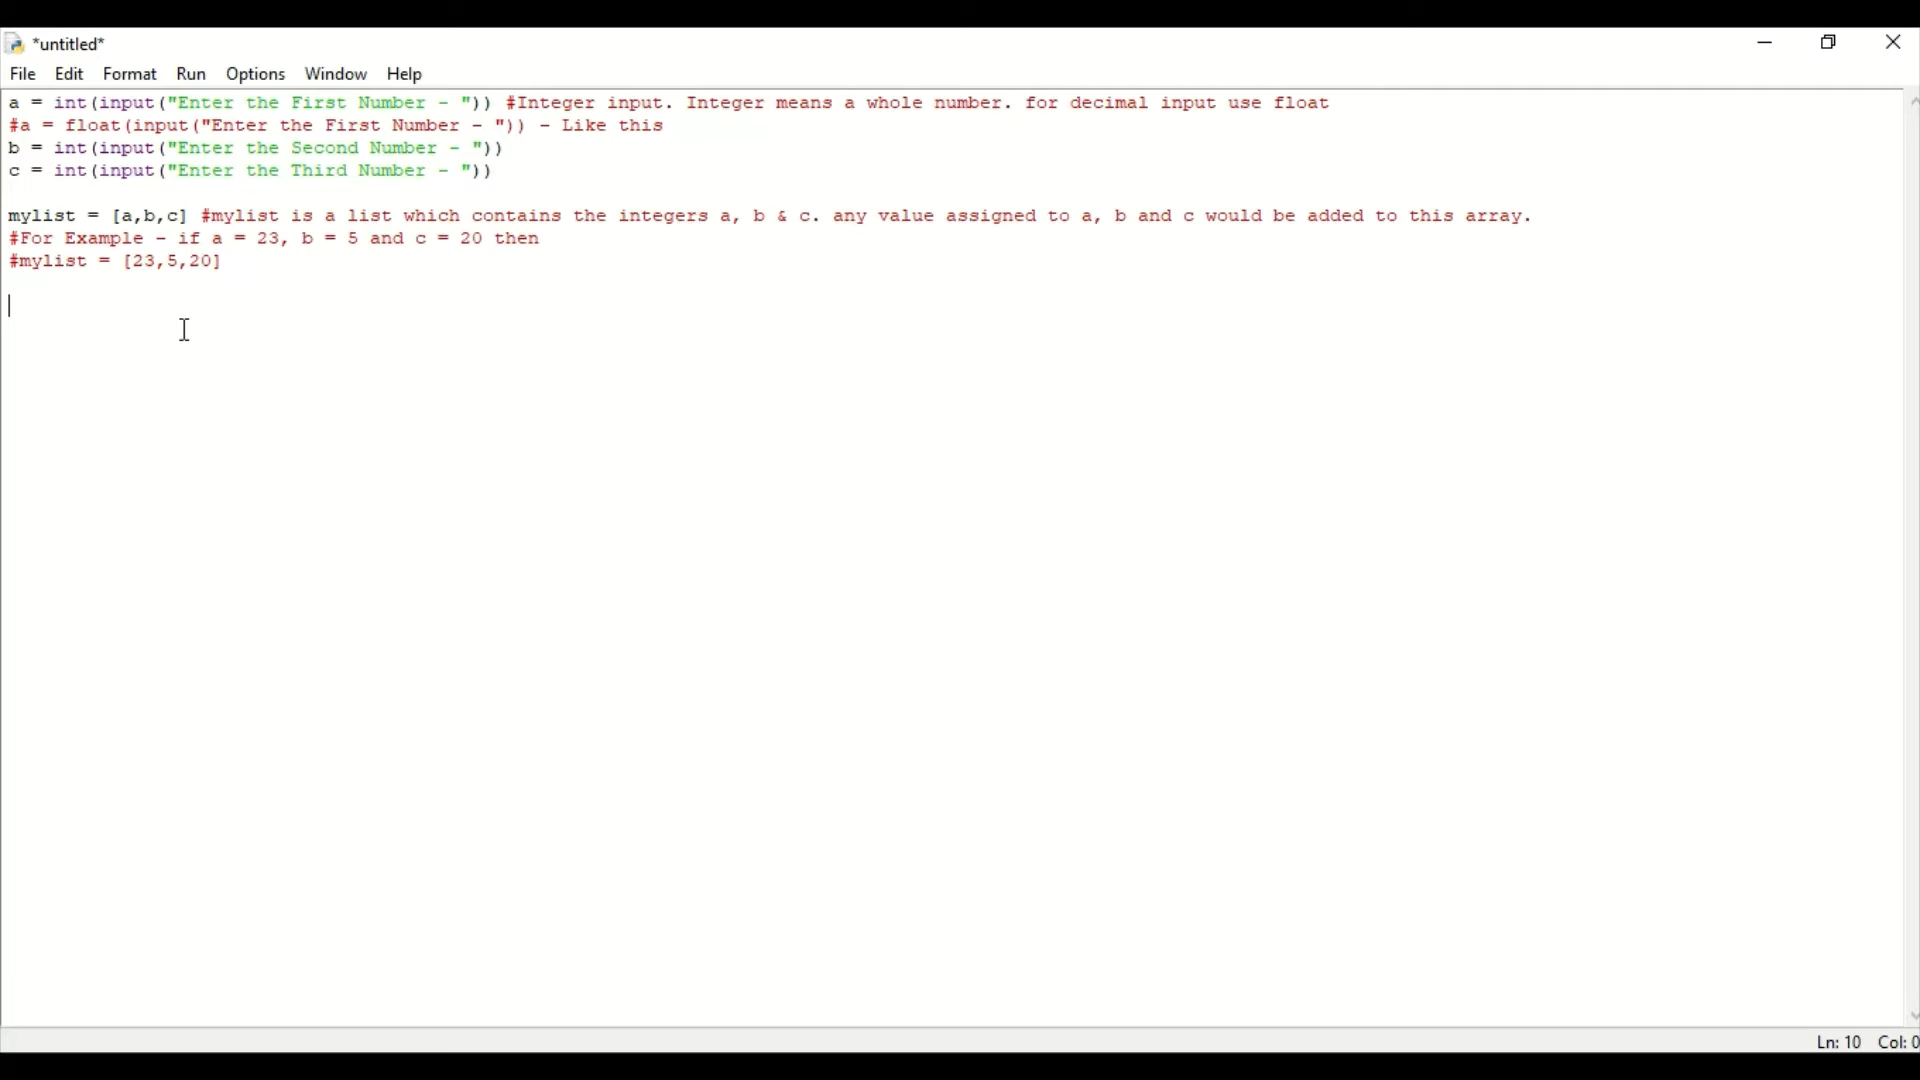 *untitled*
File Edit Format Run Options Window Help
a = int(input("Enter the First Number - ")) #Integer input. Integer means a whole number. for decimal input use float
#a = float(input("Enter the First Number - ")) - Like this
b = int(input("Enter the Second Number - "))
c = int(input("Enter the Third Number - "))
mylist = [a,b,c] #mylist is a list which contains the integers a, b & c. any value assigned to a, b and c would be added to this array.
#For Example - if a = 23, b = 5 and c = 20 then
#mylist = [23,5,20]
Ln: 10 Col: 0